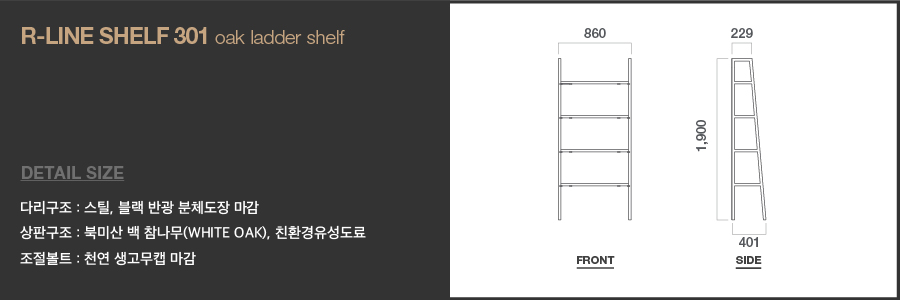 R-LINE SHELF 301 oak ladder shelf
DETAIL SIZE
다리구조 : 스틸, 블랙 반광 분체도장 마감
상판구조 : 북미산 백 참나무(WHITE OAK), 친환경유성도료
조절볼트 : 천연 생고무캡 마감
860
FRONT
229
1,900
401
SIDE